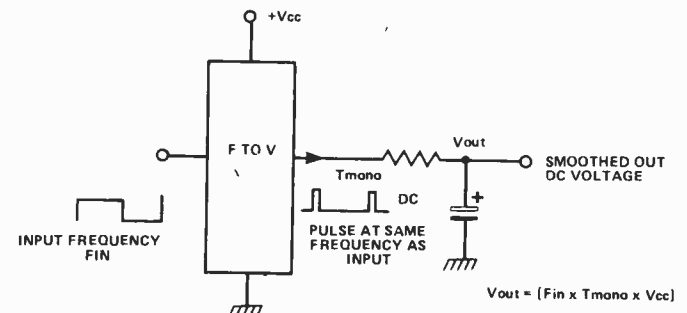 +Vcc
F TO V
Vout
SMOOTHED OUT
DC VOLTAGE
Tmono
DC
+
PULSE AT SAME
FREQUENCY AS
INPUT
INPUT FREQUENCY
FIN
Vout = (Fin x Tmono x Vcc)